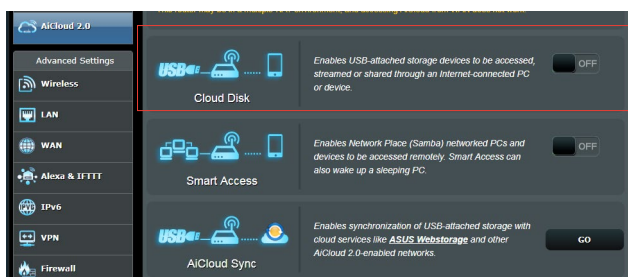 AiCloud 2.0
Advanced Settings
Wireless
LAN
WAN
Alexa & IFTTT
IPv6
VPN
Firewall
USB
Cloud Disk
Enables USB-attached storage devices to be accessed,
streamed or shared through an Internet-connected PC
or device.
OFF
Smart Access
Enables Network Place (Samba) networked PCs and
devices to be accessed remotely. Smart Access can
also wake up a sleeping PC.
OFF
USB
AiCloud Sync
Enables synchronization of USB-attached storage with
cloud services like ASUS Webstorage and other
AiCloud 2.0-enabled networks.
GO